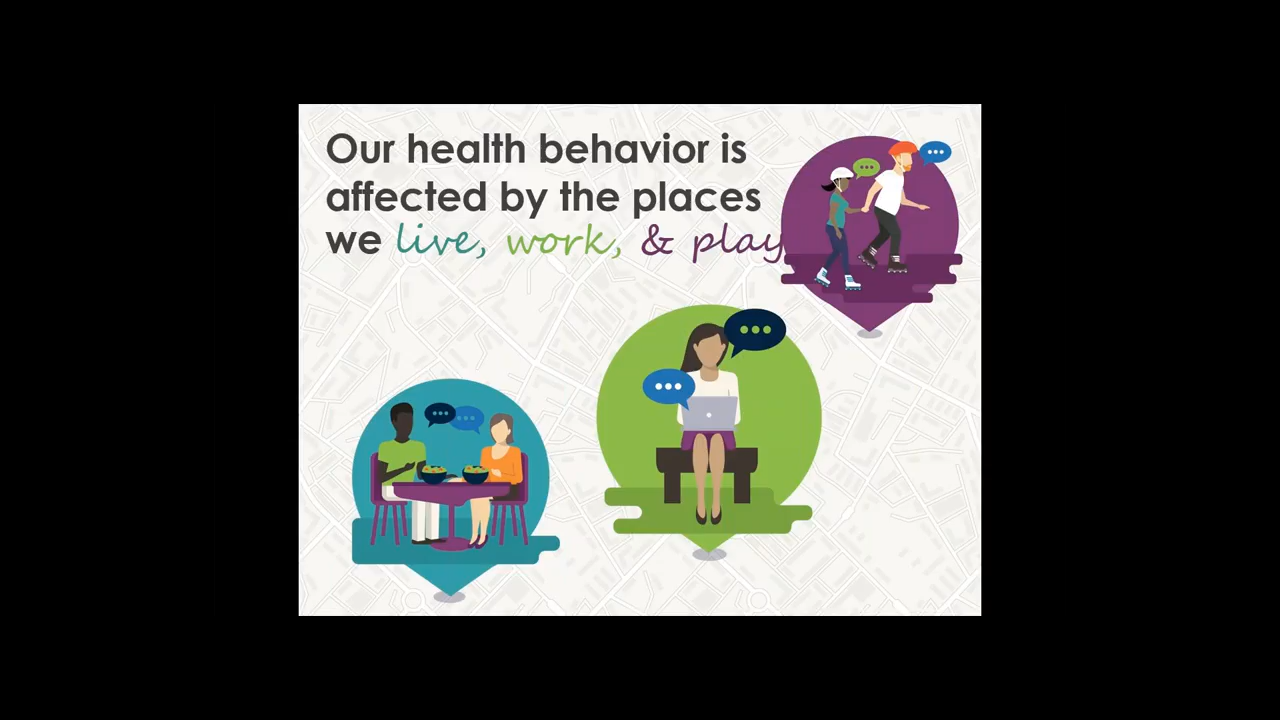 Our health behavior is
affected by the places
we live, work, & play